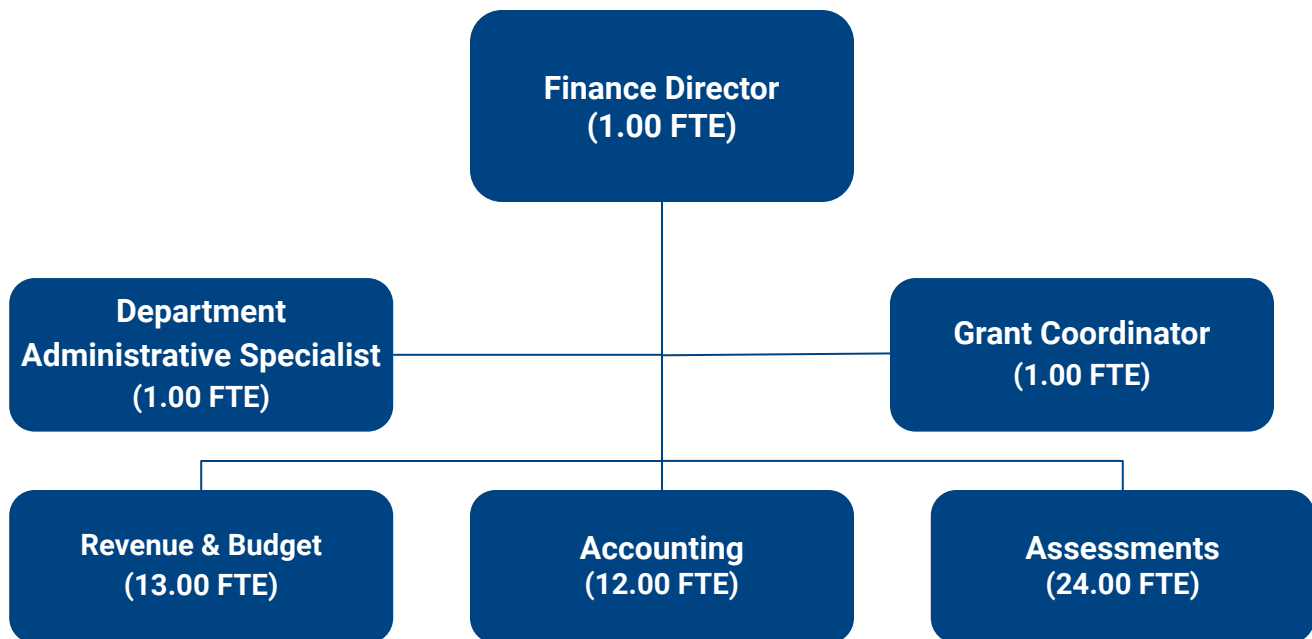 Finance Director
(1.00 FTE)
Department
Administrative Specialist
(1.00 FTE)
Grant Coordinator
(1.00 FTE)
Revenue & Budget
(13.00 FTE)
Accounting
(12.00 FTE)
Assessments
(24.00 FTE)